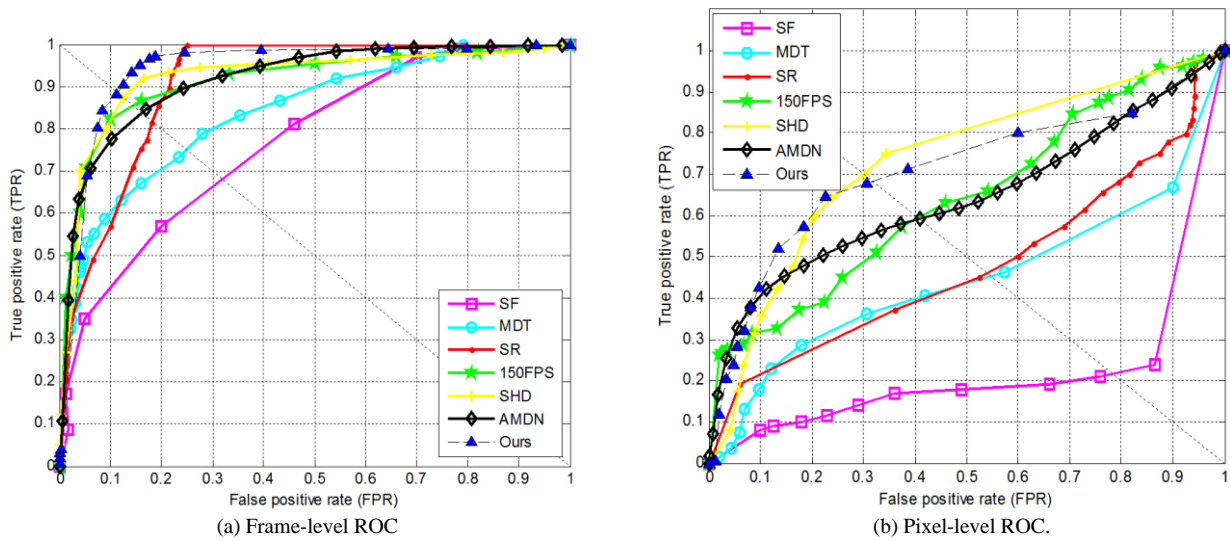 1
0.9
0.8
0.7
0.6
0.5
0.4
0.3
0.2
0.1
0
True positive rate (TPR)
SF
MDT
SR
150FPS
SHD
AMDN
Ours
0 0.1 0.2 0.3 0.4 0.5 0.6 0.7 0.8 0.9 1
False positive rate (FPR)
(a) Frame-level ROC
SF
MDT
SR
150FPS
SHD
AMDN
Ours
1
0.9
0.8
0.7
0.6
0.5
0.4
0.3
0.2
0.1
0
True positive rate (TPR)
0 0.1 0.2 0.3 0.4 0.5 0.6 0.7 0.8 0.9 1
False positive rate (FPR)
(b) Pixel-level ROC.